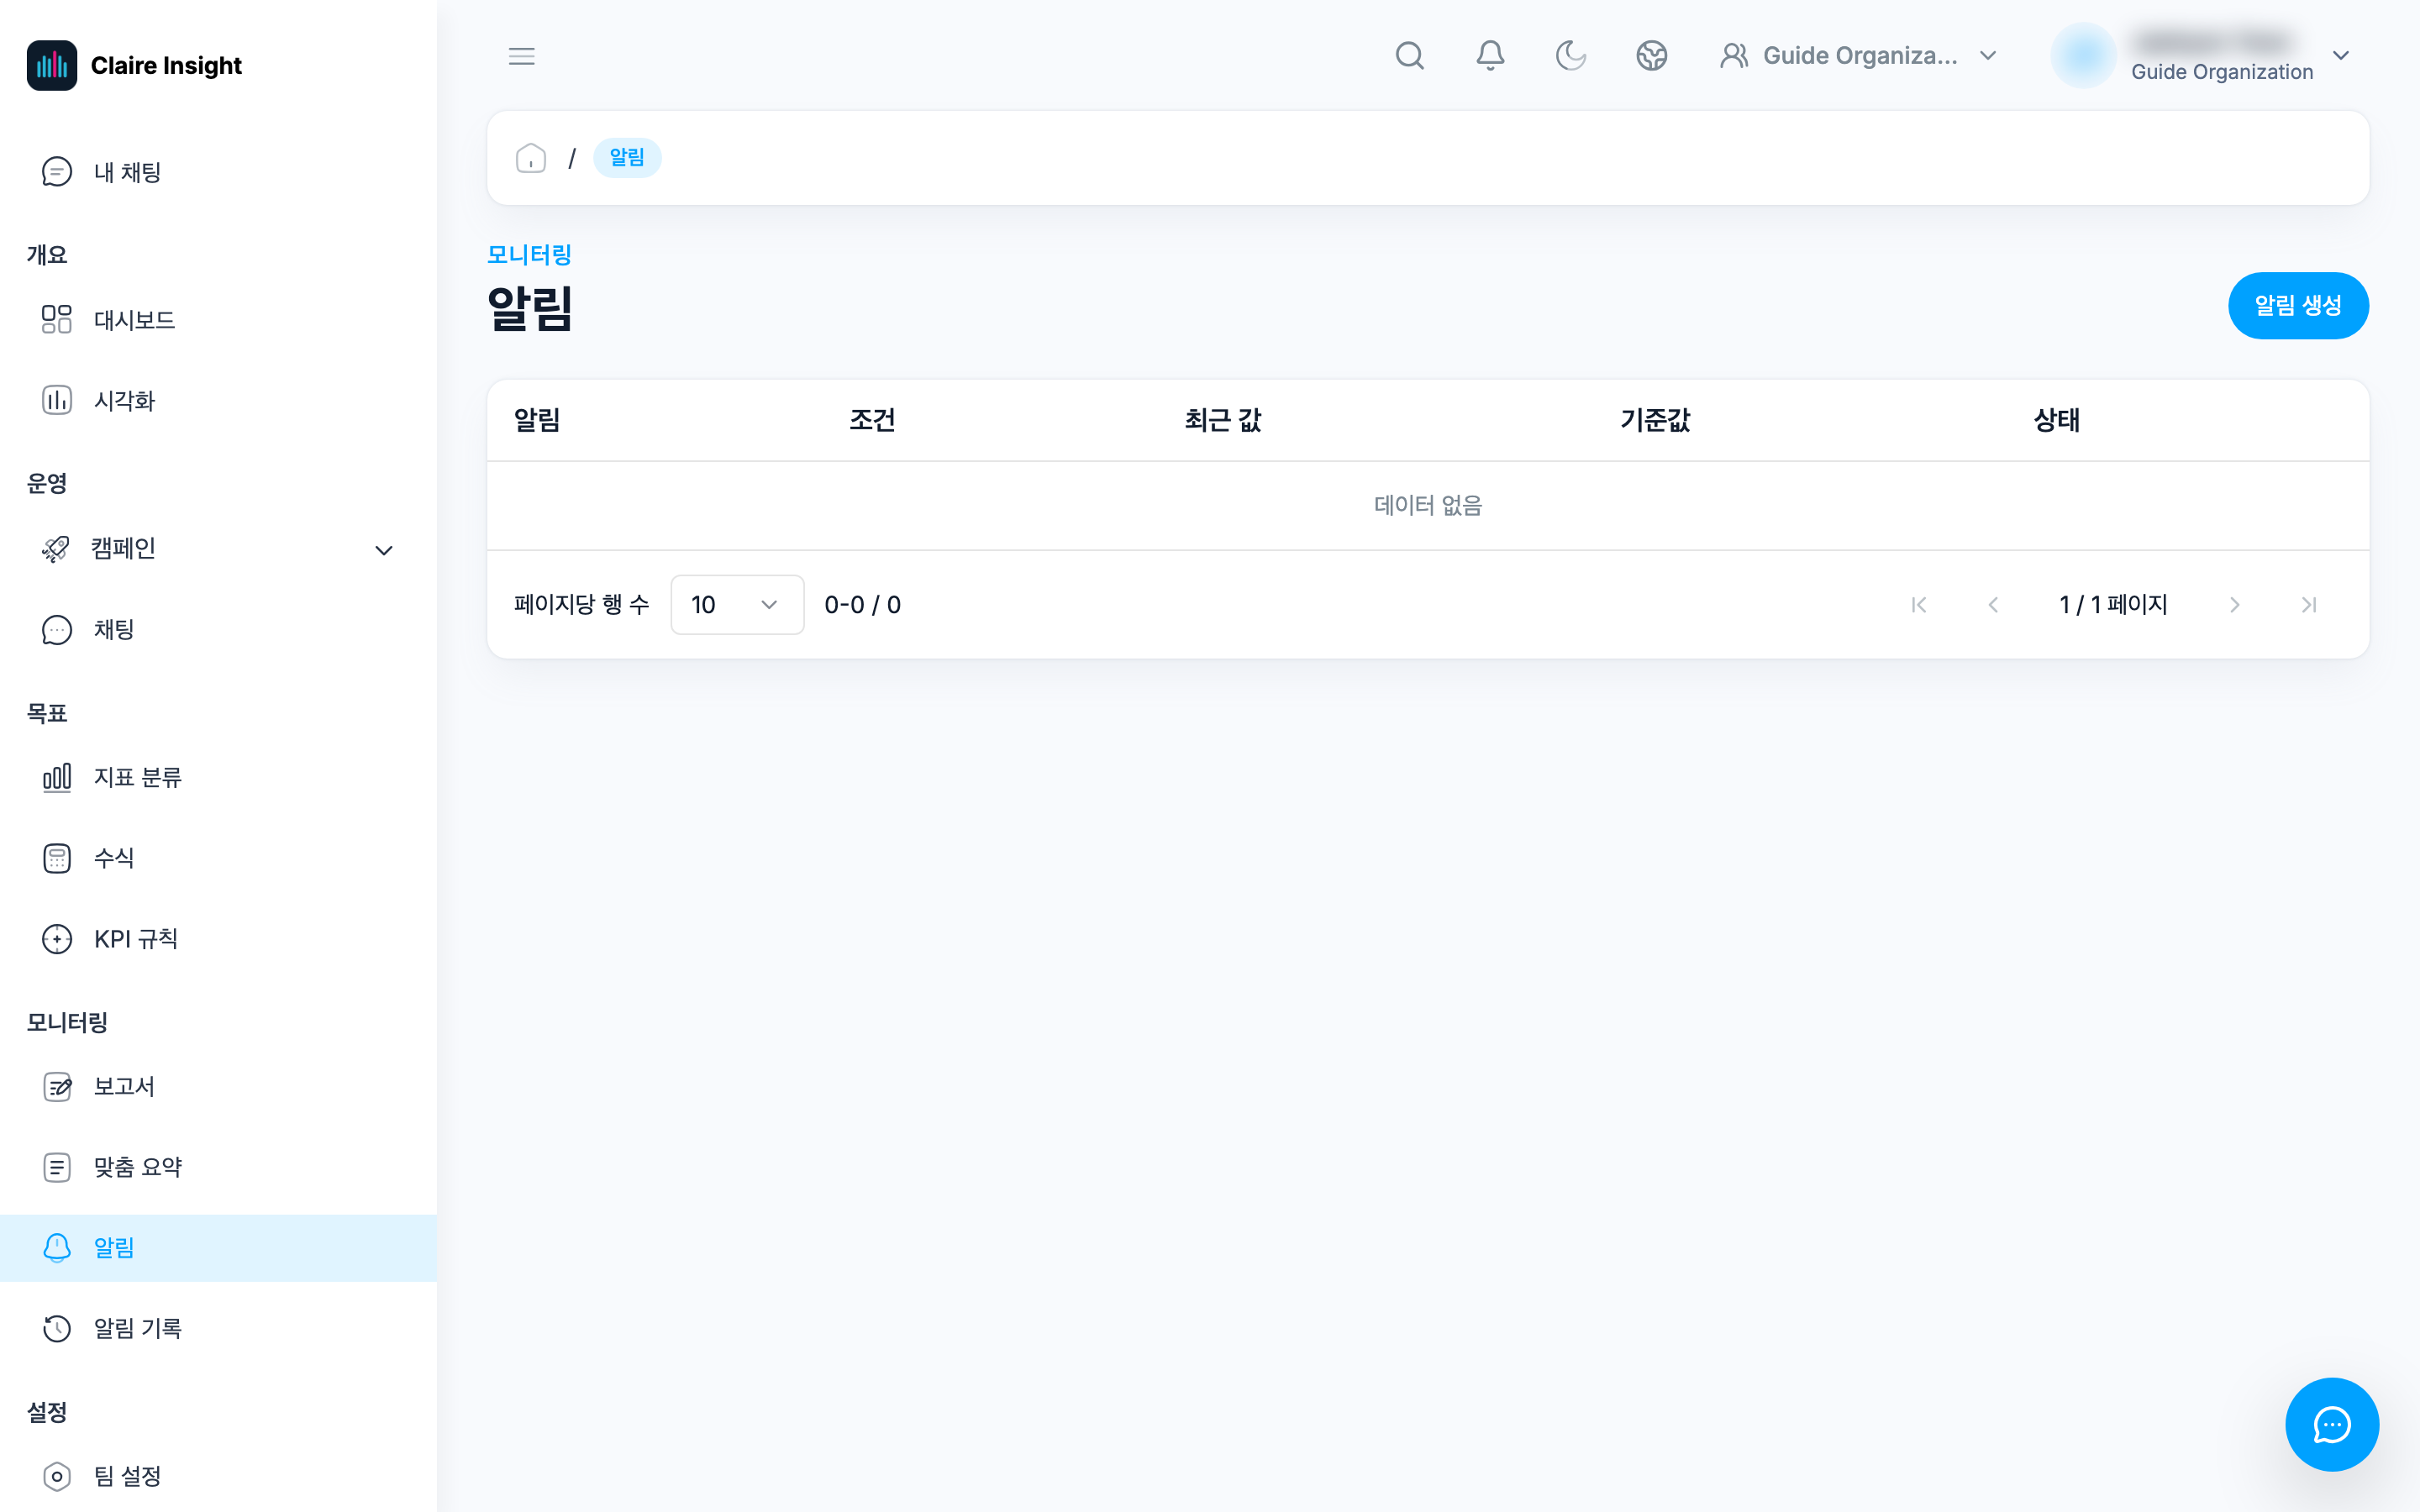 Claire Insight
내 채팅
개요
대시보드
시각화
운영
캠페인
채팅
목표
지표 분류
수식
KPI 규칙
모니터링
보고서
맞춤 요약
알림
알림 기록
설정
팀 설정
Guide Organiza...
Guide Organization
/ 알림
모니터링
알림
알림 생성
알림 조건 최근 값 기준값 상태
데이터 없음
페이지당 행 수 10 0-0 / 0 1 / 1 페이지